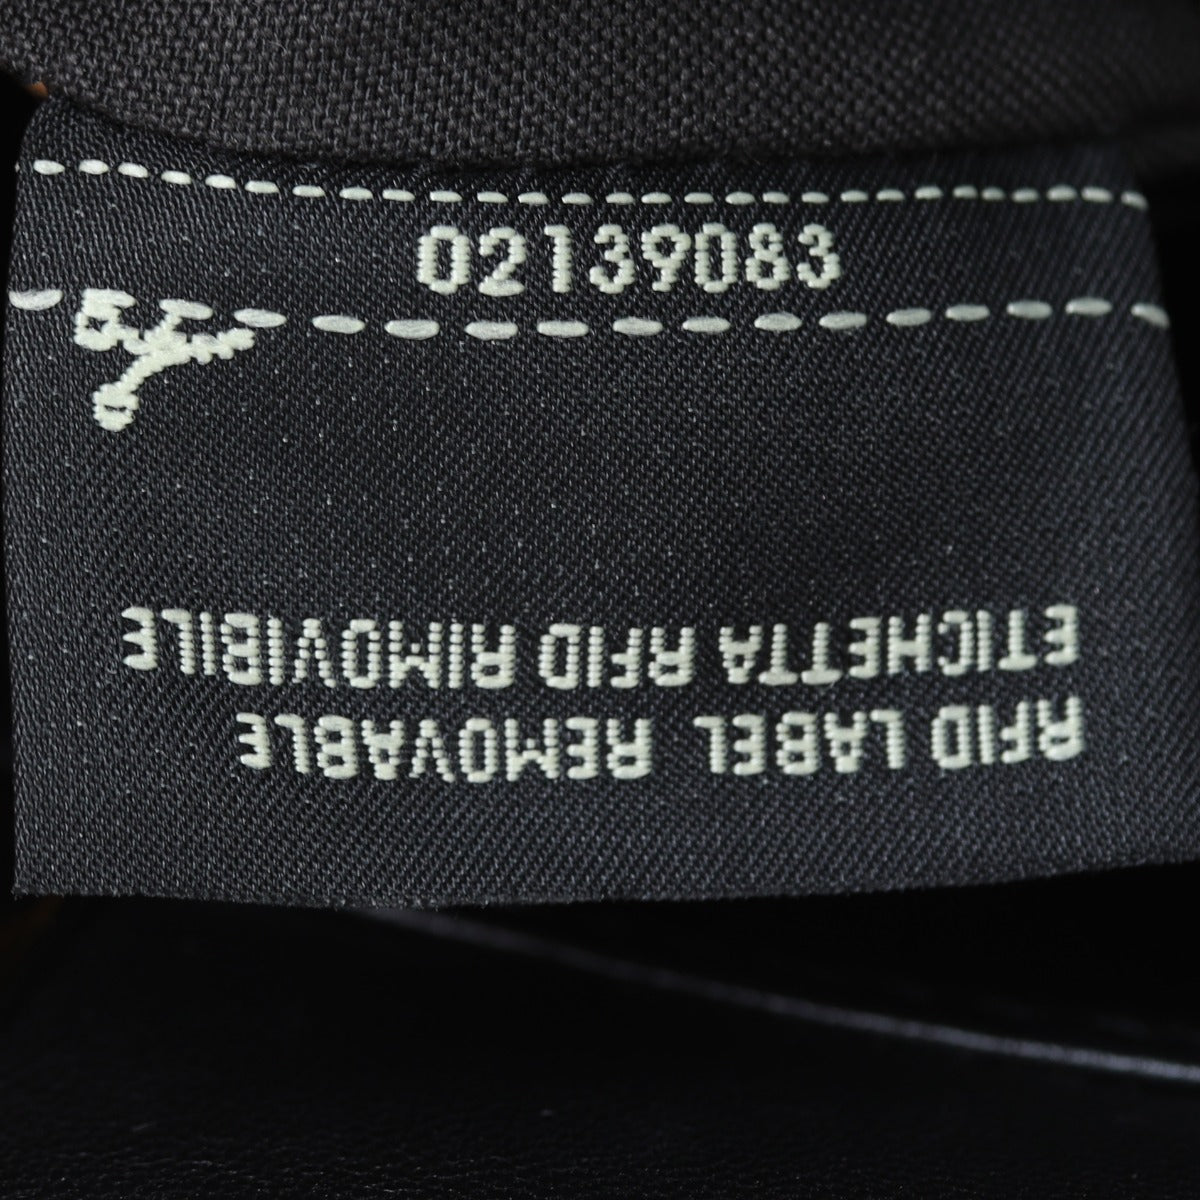 02139083
RFID LABEL REMOVABLE
ETICHETTA RFID RIMOVIBILE